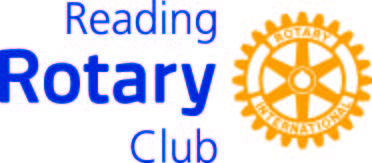 Reading
Rotary
Club
ROTARY
INTERNATIONAL